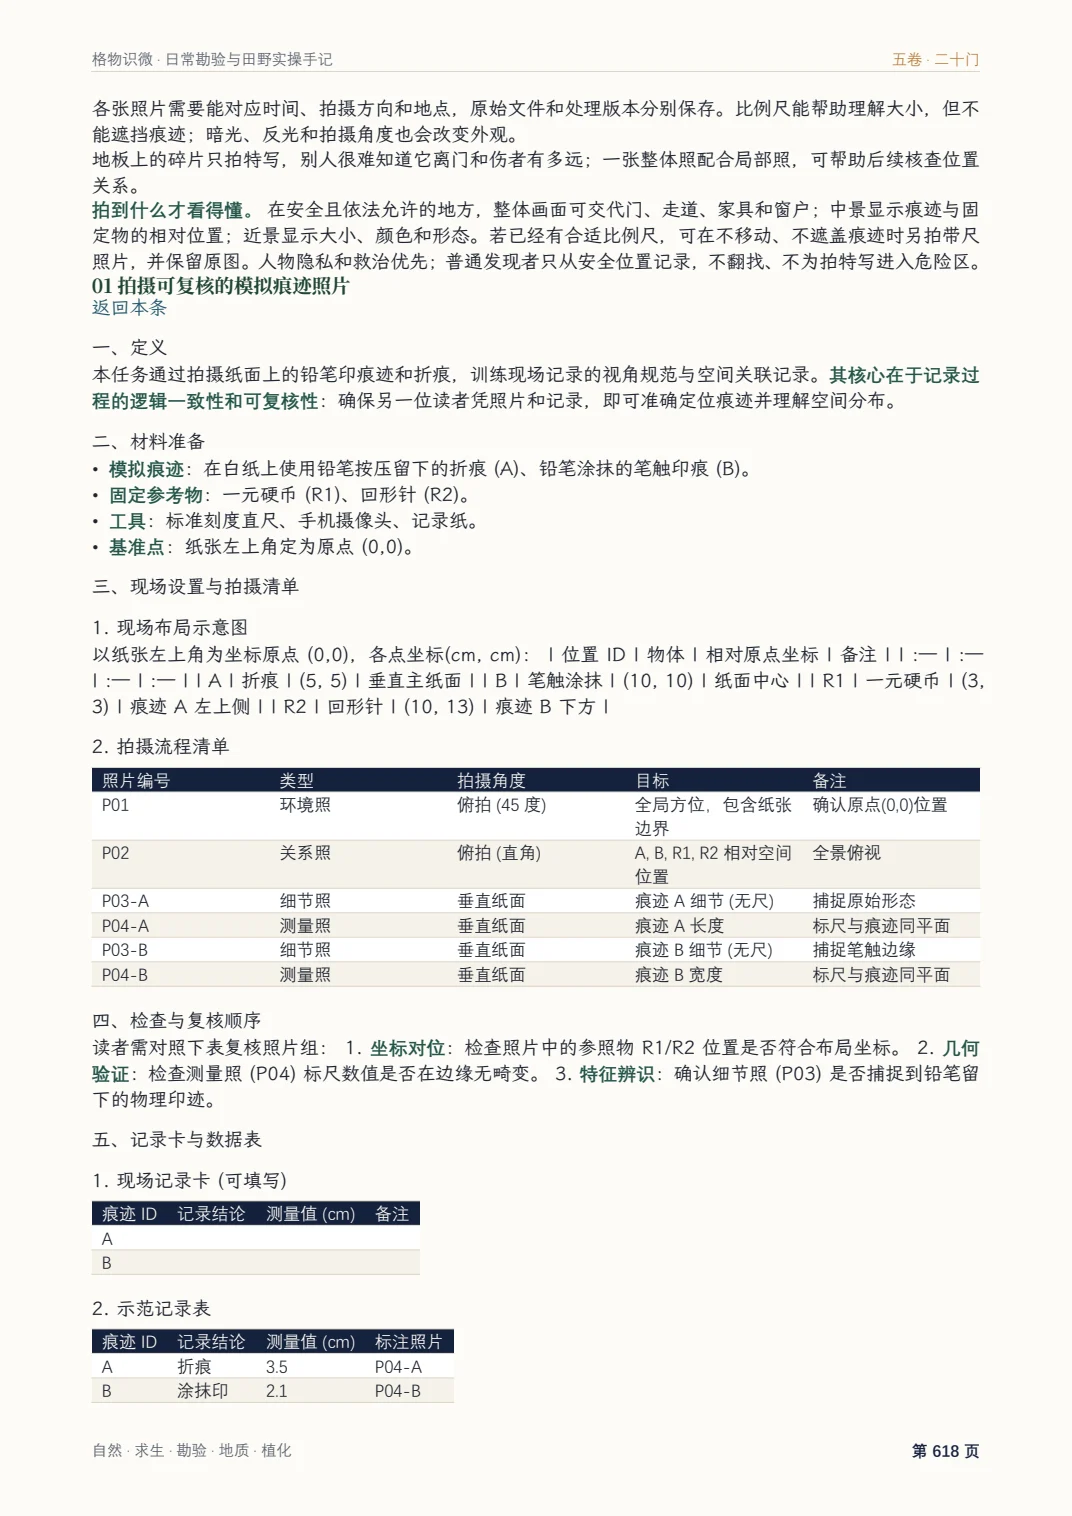 格物识微 · 日常勘验与田野实操手记
五卷 · 二十门
各张照片需要能对应时间、拍摄方向和地点，原始文件和处理版本分别保存。比例尺能帮助理解大小，但不
能遮挡痕迹；暗光、反光和拍摄角度也会改变外观。
地板上的碎片只拍特写，别人很难知道它离门和伤者有多远；一张整体照配合局部照，可帮助后续核查位置
关系。
拍到什么才看得懂。 在安全且依法允许的地方，整体画面可交代门、走道、家具和窗户；中景显示痕迹与固
定物的相对位置；近景显示大小、颜色和形态。若已经有合适比例尺，可在不移动、不遮盖痕迹时另拍带尺
照片，并保留原图。人物隐私和救治优先；普通发现者只从安全位置记录，不翻找、不为拍特写进入危险区。
01 拍摄可复核的模拟痕迹照片
返回本条
一、定义
本任务通过拍摄纸面上的铅笔印痕迹和折痕，训练现场记录的视角规范与空间关联记录。其核心在于记录过
程的逻辑一致性和可复核性：确保另一位读者凭照片和记录，即可准确定位痕迹并理解空间分布。
二、材料准备
• 模拟痕迹：在白纸上使用铅笔按压留下的折痕 (A)、铅笔涂抹的笔触印痕 (B)。
• 固定参考物：一元硬币 (R1)、回形针 (R2)。
• 工具：标准刻度直尺、手机摄像头、记录纸。
• 基准点：纸张左上角定为原点 (0,0)。
三、现场设置与拍摄清单
1. 现场布局示意图
以纸张左上角为坐标原点 (0,0)，各点坐标(cm, cm)： | 位置 ID | 物体 | 相对原点坐标 | 备注 | | :— | :—
| :— | :— | | A | 折痕 | (5, 5) | 垂直主纸面 | | B | 笔触涂抹 | (10, 10) | 纸面中心 | | R1 | 一元硬币 | (3,
3) | 痕迹 A 左上侧 | | R2 | 回形针 | (10, 13) | 痕迹 B 下方 |
2. 拍摄流程清单
照片编号 类型 拍摄角度 目标 备注
P01 环境照 俯拍 (45 度) 全局方位，包含纸张 确认原点(0,0)位置
边界
P02 关系照 俯拍 (直角) A, B, R1, R2 相对空间 全景俯视
位置
P03-A 细节照 垂直纸面 痕迹 A 细节 (无尺) 捕捉原始形态
P04-A 测量照 垂直纸面 痕迹 A 长度 标尺与痕迹同平面
P03-B 细节照 垂直纸面 痕迹 B 细节 (无尺) 捕捉笔触边缘
P04-B 测量照 垂直纸面 痕迹 B 宽度 标尺与痕迹同平面
四、检查与复核顺序
读者需对照下表复核照片组： 1. 坐标对位：检查照片中的参照物 R1/R2 位置是否符合布局坐标。 2. 几何
验证：检查测量照 (P04) 标尺数值是否在边缘无畸变。 3. 特征辨识：确认细节照 (P03) 是否捕捉到铅笔留
下的物理印迹。
五、记录卡与数据表
1. 现场记录卡 (可填写)
痕迹 ID 记录结论 测量值 (cm) 备注
A
B
2. 示范记录表
痕迹 ID 记录结论 测量值 (cm) 标注照片
A 折痕 3.5 P04-A
B 涂抹印 2.1 P04-B
自然 · 求生 · 勘验 · 地质 · 植化
第 618 页